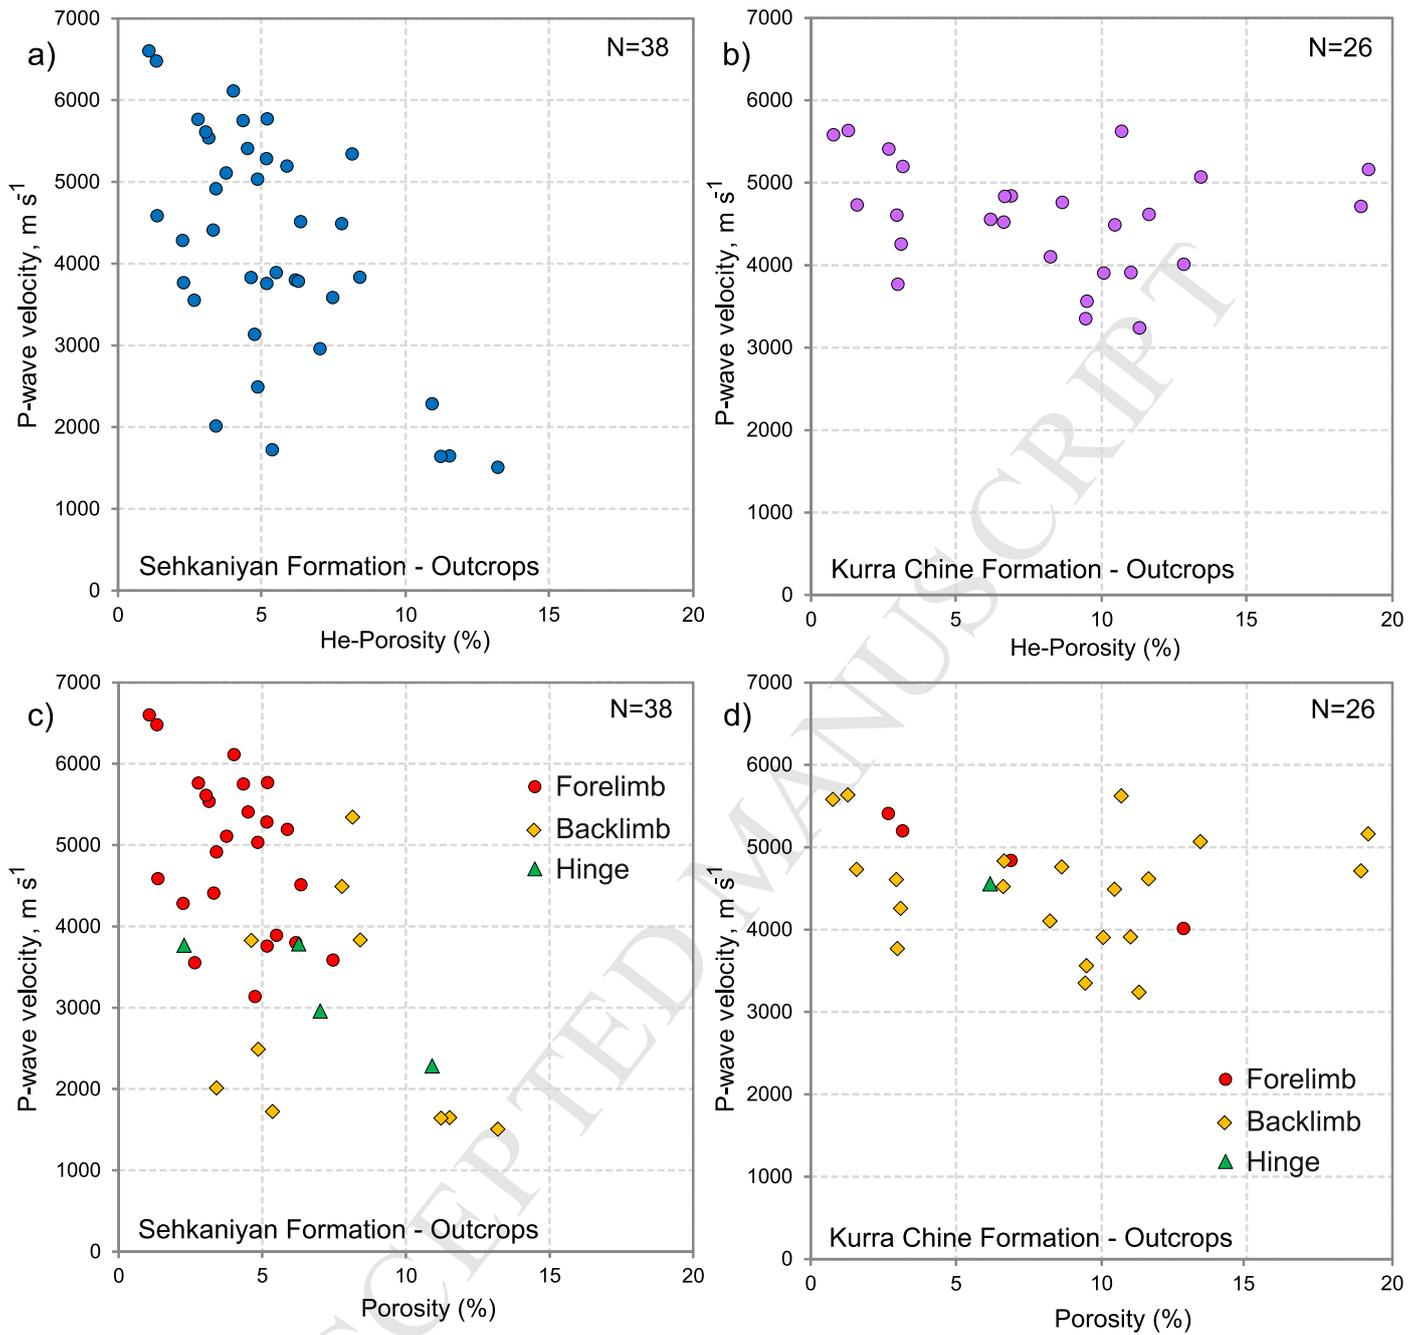 a)
N=38
7000
6000
5000
4000
3000
2000
1000
0
P-wave velocity, m s-1
Sehkaniyan Formation - Outcrops
0 5 10 15 20
He-Porosity (%)
b)
N=26
7000
6000
5000
4000
3000
2000
1000
0
P-wave velocity, m s-1
Kurra Chine Formation - Outcrops
0 5 10 15 20
He-Porosity (%)
c)
N=38
7000
6000
5000
4000
3000
2000
1000
0
P-wave velocity, m s-1
Forelimb
Backlimb
Hinge
Sehkaniyan Formation - Outcrops
0 5 10 15 20
Porosity (%)
d)
N=26
7000
6000
5000
4000
3000
2000
1000
0
P-wave velocity, m s-1
Forelimb
Backlimb
Hinge
Kurra Chine Formation - Outcrops
0 5 10 15 20
Porosity (%)
CCEPTED MANUSCRIPT